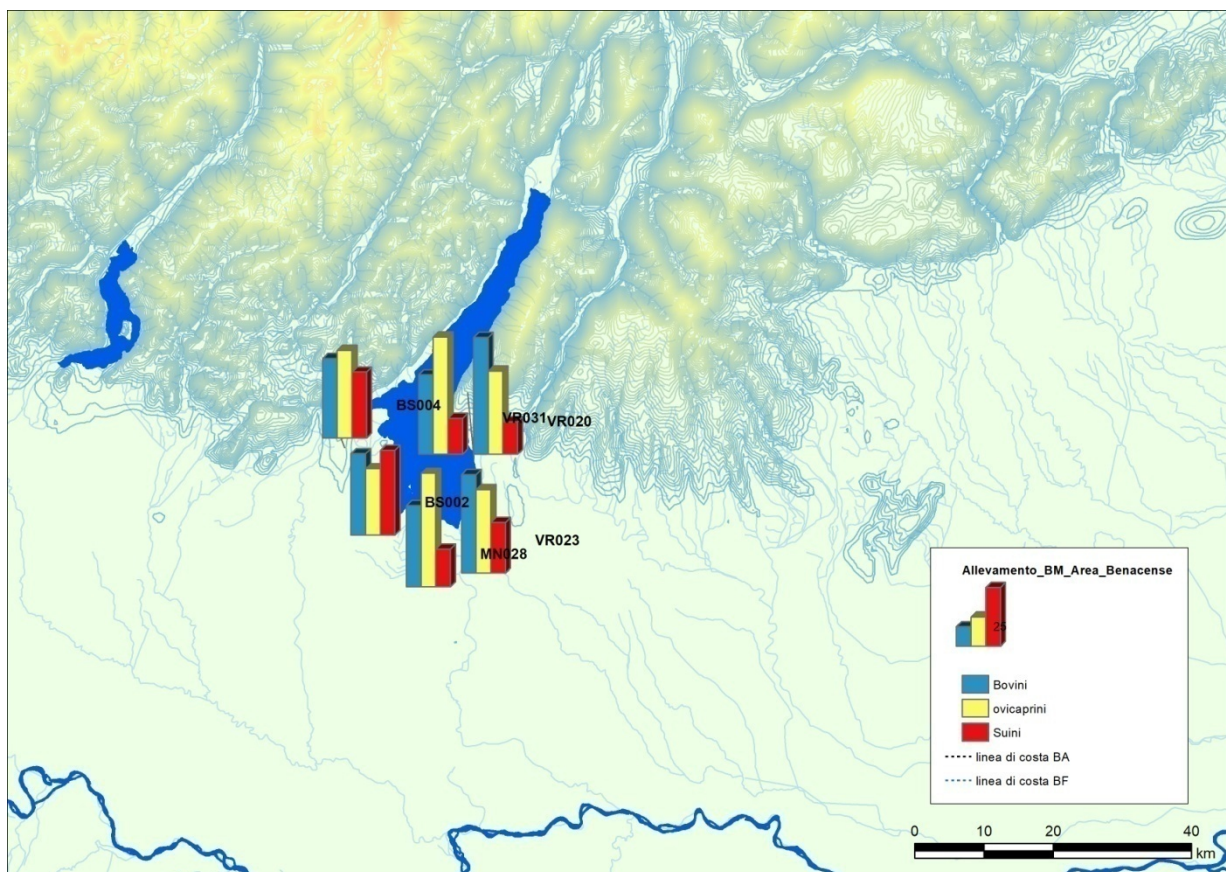 BS004
VR031
VR020
BS002
VR023
MN028
Allevamento_BM_Area_Benacense
25
Bovini
ovicaprini
Suini
linea di costa BA
linea di costa BF
0 10 20 40
km